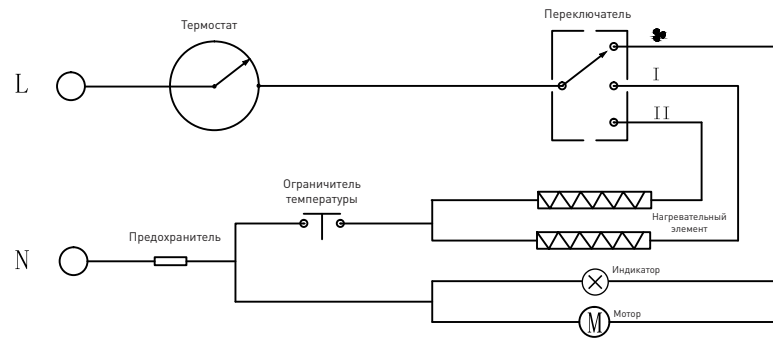 Термостат
Переключатель
L
I
II
Ограничитель
температуры
Нагревательный
элемент
Предохранитель
N
Индикатор
Мотор
M